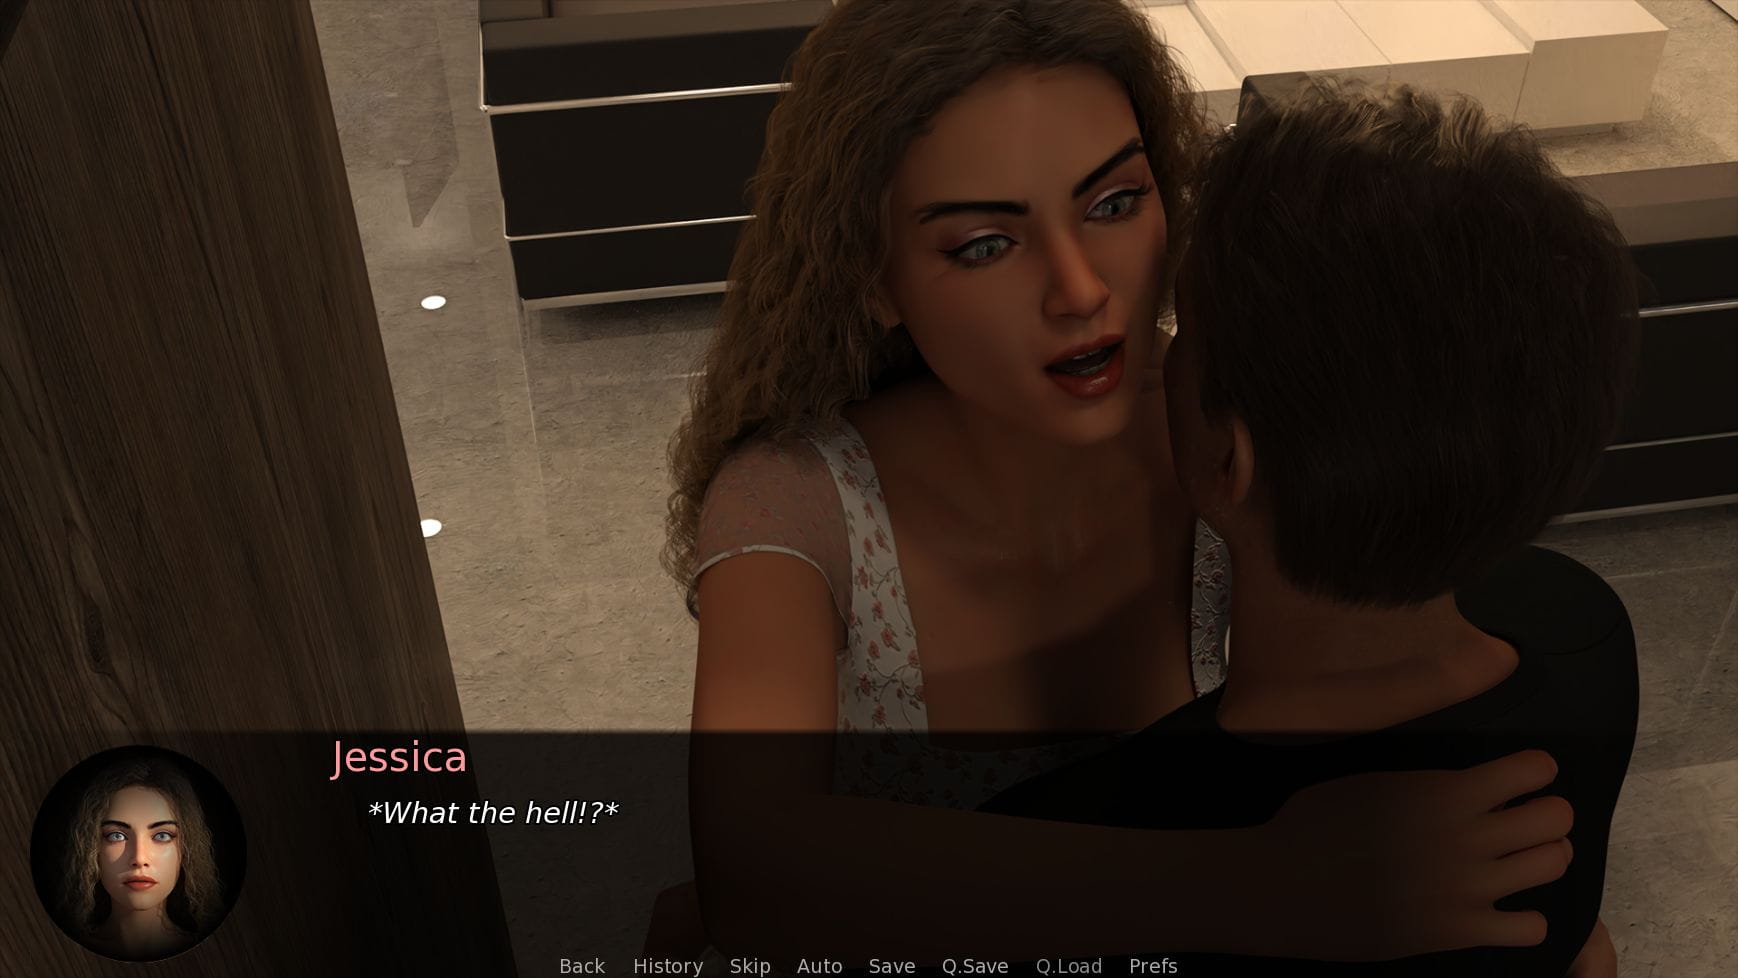 Jessica
*What the hell!?*
Back History Skip Auto Save Q.Save Q.Load Prefs